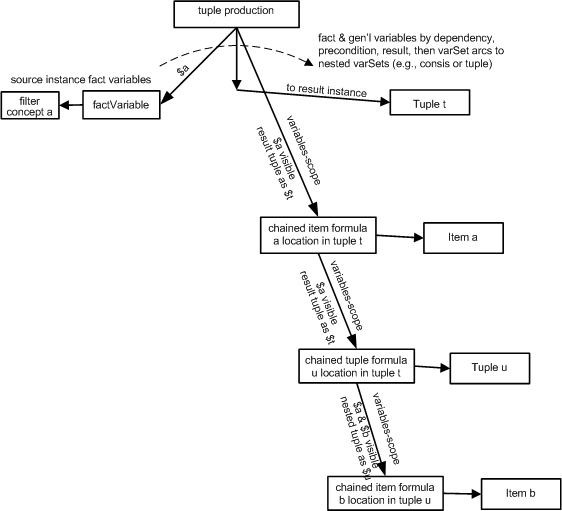 tuple production
fact & gen'l variables by dependency,
precondition, result, then varSet arcs to
nested varSets (e.g., consis or tuple)
source instance fact variables
$a
filter
concept a
factVariable
to result instance
Tuple t
variables-scope
$a visible
result tuple as $t
chained item formula
a location in tuple t
Item a
variables-scope
$a visible
result tuple as $t
chained tuple formula
u location in tuple t
Tuple u
variables-scope
$a & $b visible
nested tuple as $u
chained item formula
b location in tuple u
Item b